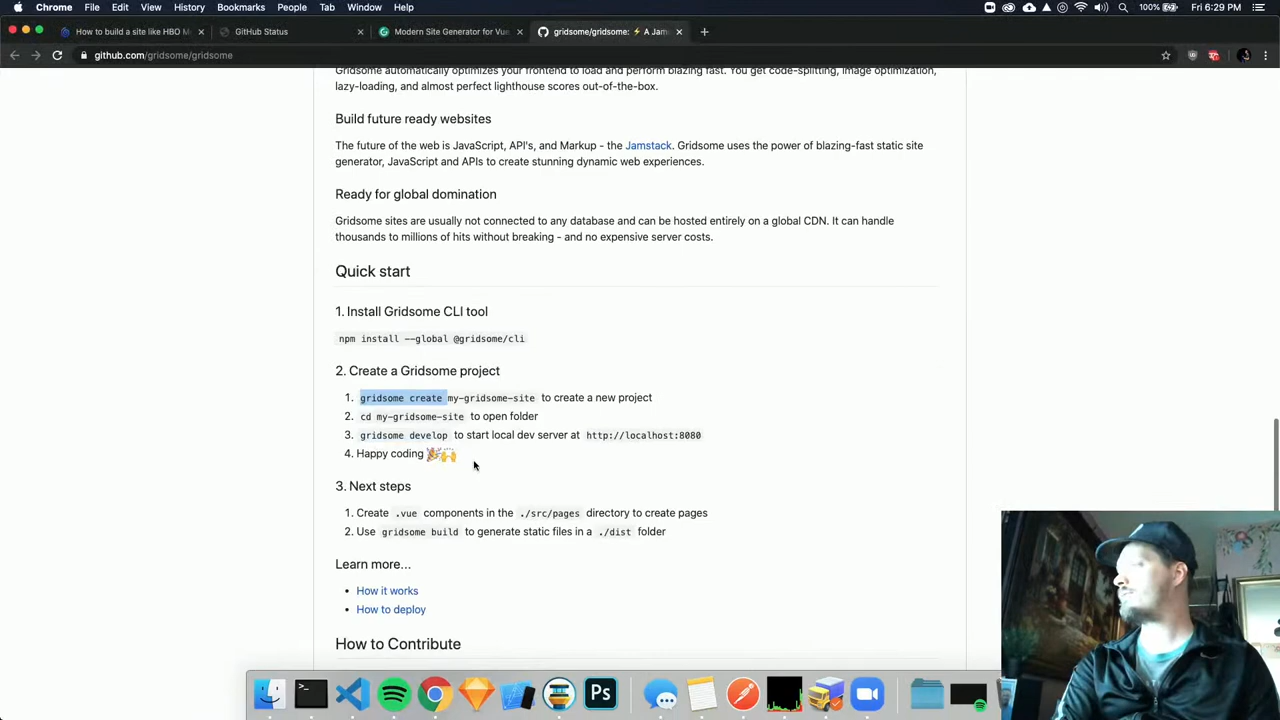 Chrome File Edit View History Bookmarks People Tab Window Help 100% Fri 6:29 PM
How to build a site like HBO M
GitHub Status
Modern Site Generator for Vue
gridsome/gridsome: ⚡ A Jam
github.com/gridsome/gridsome
Gridsome automatically optimizes your frontend to load and perform blazing fast. You get code-splitting, image optimization,
lazy-loading, and almost perfect lighthouse scores out-of-the-box.
Build future ready websites
The future of the web is JavaScript, API's, and Markup - the Jamstack. Gridsome uses the power of blazing-fast static site
generator, JavaScript and APIs to create stunning dynamic web experiences.
Ready for global domination
Gridsome sites are usually not connected to any database and can be hosted entirely on a global CDN. It can handle
thousands to millions of hits without breaking - and no expensive server costs.
Quick start
1. Install Gridsome CLI tool
npm install --global @gridsome/cli
2. Create a Gridsome project
1. gridsome create my-gridsome-site to create a new project
2. cd my-gridsome-site to open folder
3. gridsome develop to start local dev server at http://localhost:8080
4. Happy coding 🎉🙌
3. Next steps
1. Create .vue components in the ./src/pages directory to create pages
2. Use gridsome build to generate static files in a ./dist folder
Learn more...
• How it works
• How to deploy
How to Contribute
Ps